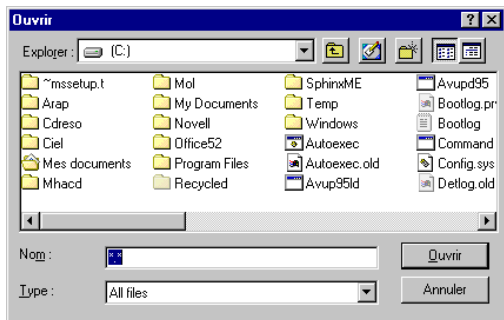 Ouvrir
Explorer : (C:)
~mssetup.t Mol SphinxME Avupd95
Arap My Documents Temp Bootlog.pr
Cdreso Novell Windows Bootlog
Ciel Office52 Autoexec Command
Mes documents Program Files Autoexec.old Config.sys
Mhacd Recycled Avup95ld Detlog.old
Nom : *.* Ouvrir
Type : All files Annuler